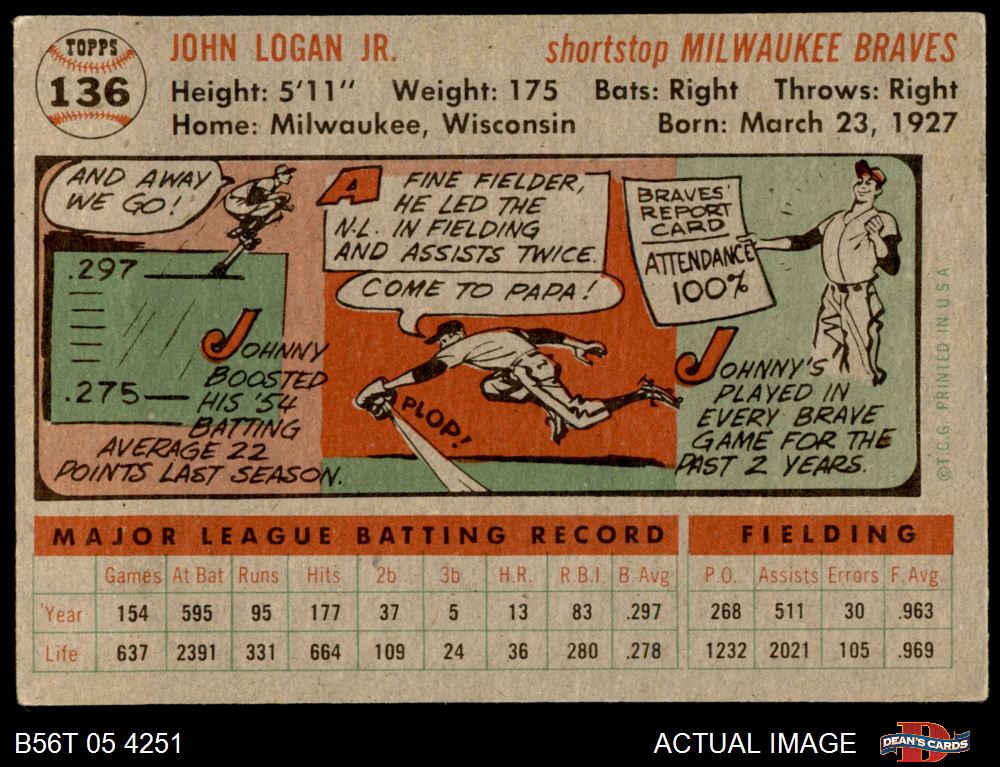 TOPPS
136
JOHN LOGAN JR.
shortstop MILWAUKEE BRAVES
Height: 5'11" Weight: 175 Bats: Right Throws: Right
Home: Milwaukee, Wisconsin Born: March 23, 1927
AND AWAY
WE GO!
.297
.275
JOHNNY
BOOSTED
HIS '54
BATTING
AVERAGE 22
POINTS LAST SEASON.
A FINE FIELDER,
HE LED THE
N.L. IN FIELDING
AND ASSISTS TWICE.
COME TO PAPA!
PLOP!
BRAVES'
REPORT
CARD
ATTENDANCE
100%
JOHNNY'S
PLAYED IN
EVERY BRAVE
GAME FOR THE
PAST 2 YEARS.
©T.C.G. PRINTED IN U.S.A.
MAJOR LEAGUE BATTING RECORD FIELDING
Games At Bat Runs Hits 2b 3b H.R. R.B.I. B. Avg P.O. Assists Errors F. Avg.
Year 154 595 95 177 37 5 13 83 .297 268 511 30 .963
Life 637 2391 331 664 109 24 36 280 .278 1232 2021 105 .969
B56T 05 4251
ACTUAL IMAGE
D
DEAN'S CARDS